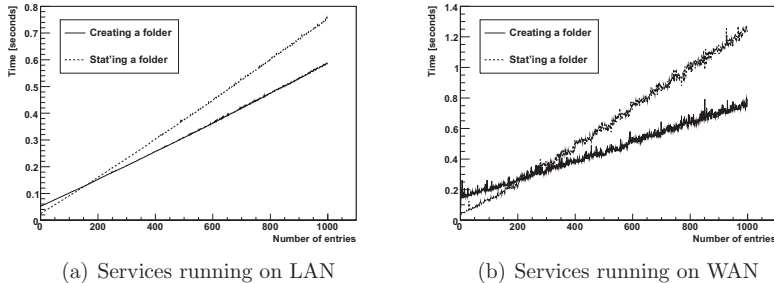 Time [seconds]
0.8
0.7
0.6
0.5
0.4
0.3
0.2
0.1
0
Creating a folder
Stat'ing a folder
0 200 400 600 800 1000
Number of entries
(a) Services running on LAN
Time [seconds]
1.4
1.2
1
0.8
0.6
0.4
0.2
0
Creating a folder
Stat'ing a folder
0 200 400 600 800 1000
Number of entries
(b) Services running on WAN